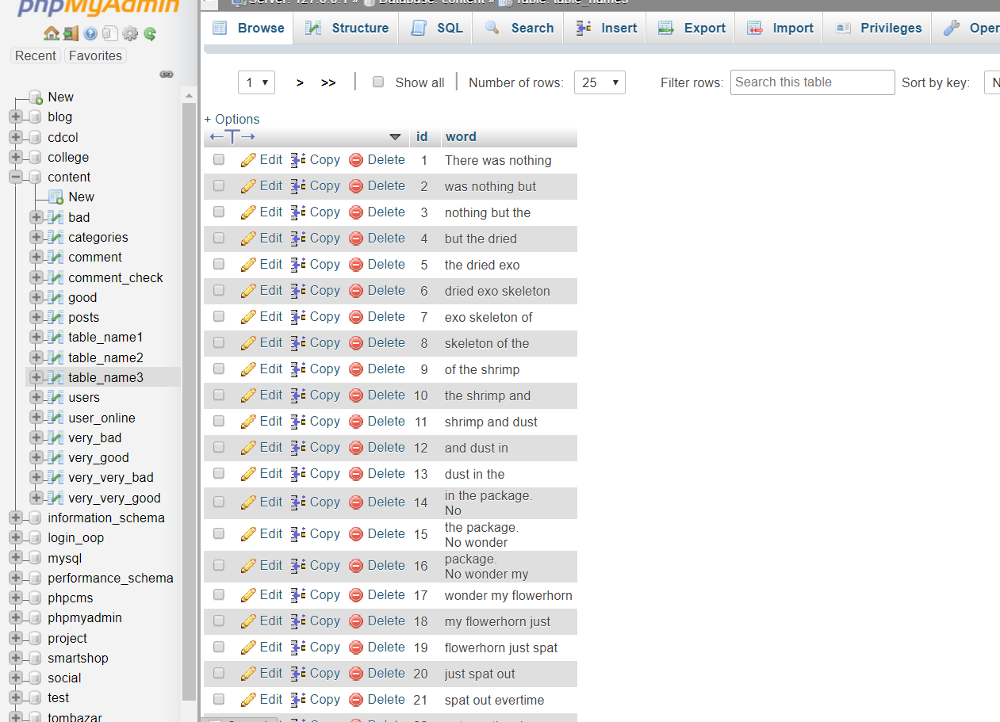 phpMyAdmin
Recent Favorites
New
blog
cdcol
college
content
New
bad
categories
comment
comment_check
good
posts
table_name1
table_name2
table_name3
users
user_online
very_bad
very_good
very_very_bad
very_very_good
information_schema
login_oop
mysql
performance_schema
phpcms
phpmyadmin
project
smartshop
social
test
tombazar
Server: 127.0.0.1 » Database: content » Table: table_name3
Browse Structure SQL Search Insert Export Import Privileges Oper
1 > >> | Show all | Number of rows: 25 Filter rows: Search this table Sort by key: N
+ Options
←T→ id word
Edit Copy Delete 1 There was nothing
Edit Copy Delete 2 was nothing but
Edit Copy Delete 3 nothing but the
Edit Copy Delete 4 but the dried
Edit Copy Delete 5 the dried exo
Edit Copy Delete 6 dried exo skeleton
Edit Copy Delete 7 exo skeleton of
Edit Copy Delete 8 skeleton of the
Edit Copy Delete 9 of the shrimp
Edit Copy Delete 10 the shrimp and
Edit Copy Delete 11 shrimp and dust
Edit Copy Delete 12 and dust in
Edit Copy Delete 13 dust in the
Edit Copy Delete 14 in the package.
No
Edit Copy Delete 15 the package.
No wonder
Edit Copy Delete 16 package.
No wonder my
Edit Copy Delete 17 wonder my flowerhorn
Edit Copy Delete 18 my flowerhorn just
Edit Copy Delete 19 flowerhorn just spat
Edit Copy Delete 20 just spat out
Edit Copy Delete 21 spat out evertime